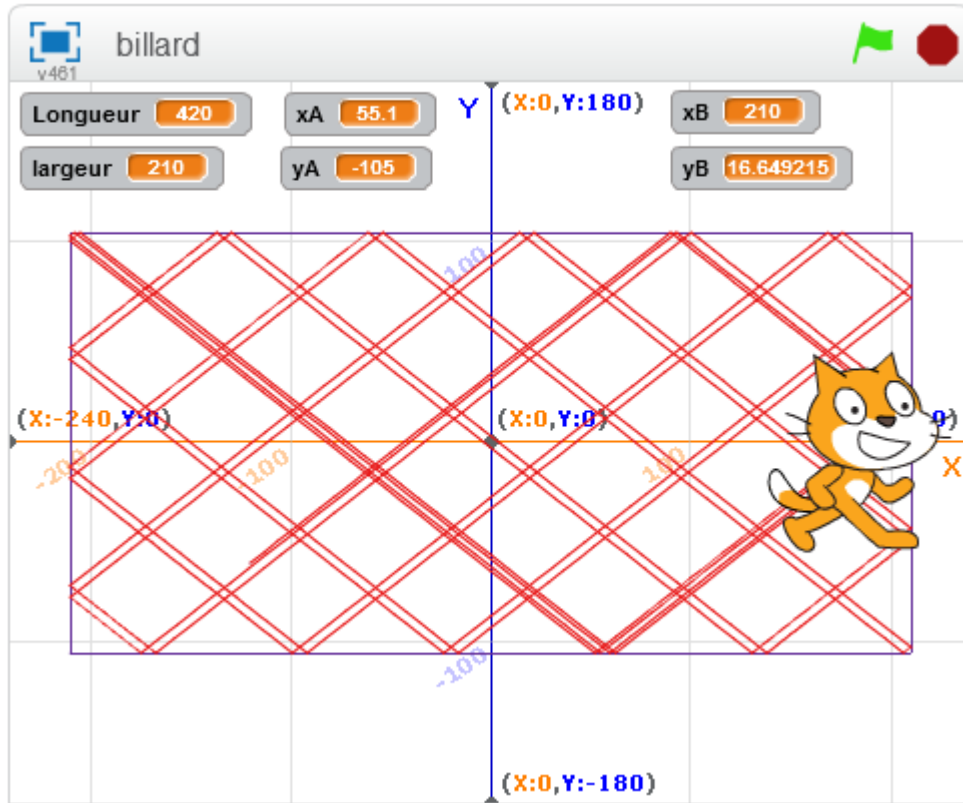 billard
v461
Longueur 420
xA 55.1
Y
(X:0,Y:180)
xB 210
largeur 210
yA -105
yB 16.649215
100
(X:-240,Y:0)
(X:0,Y:0)
0)
-200
100
100
X
-100
(X:0,Y:-180)